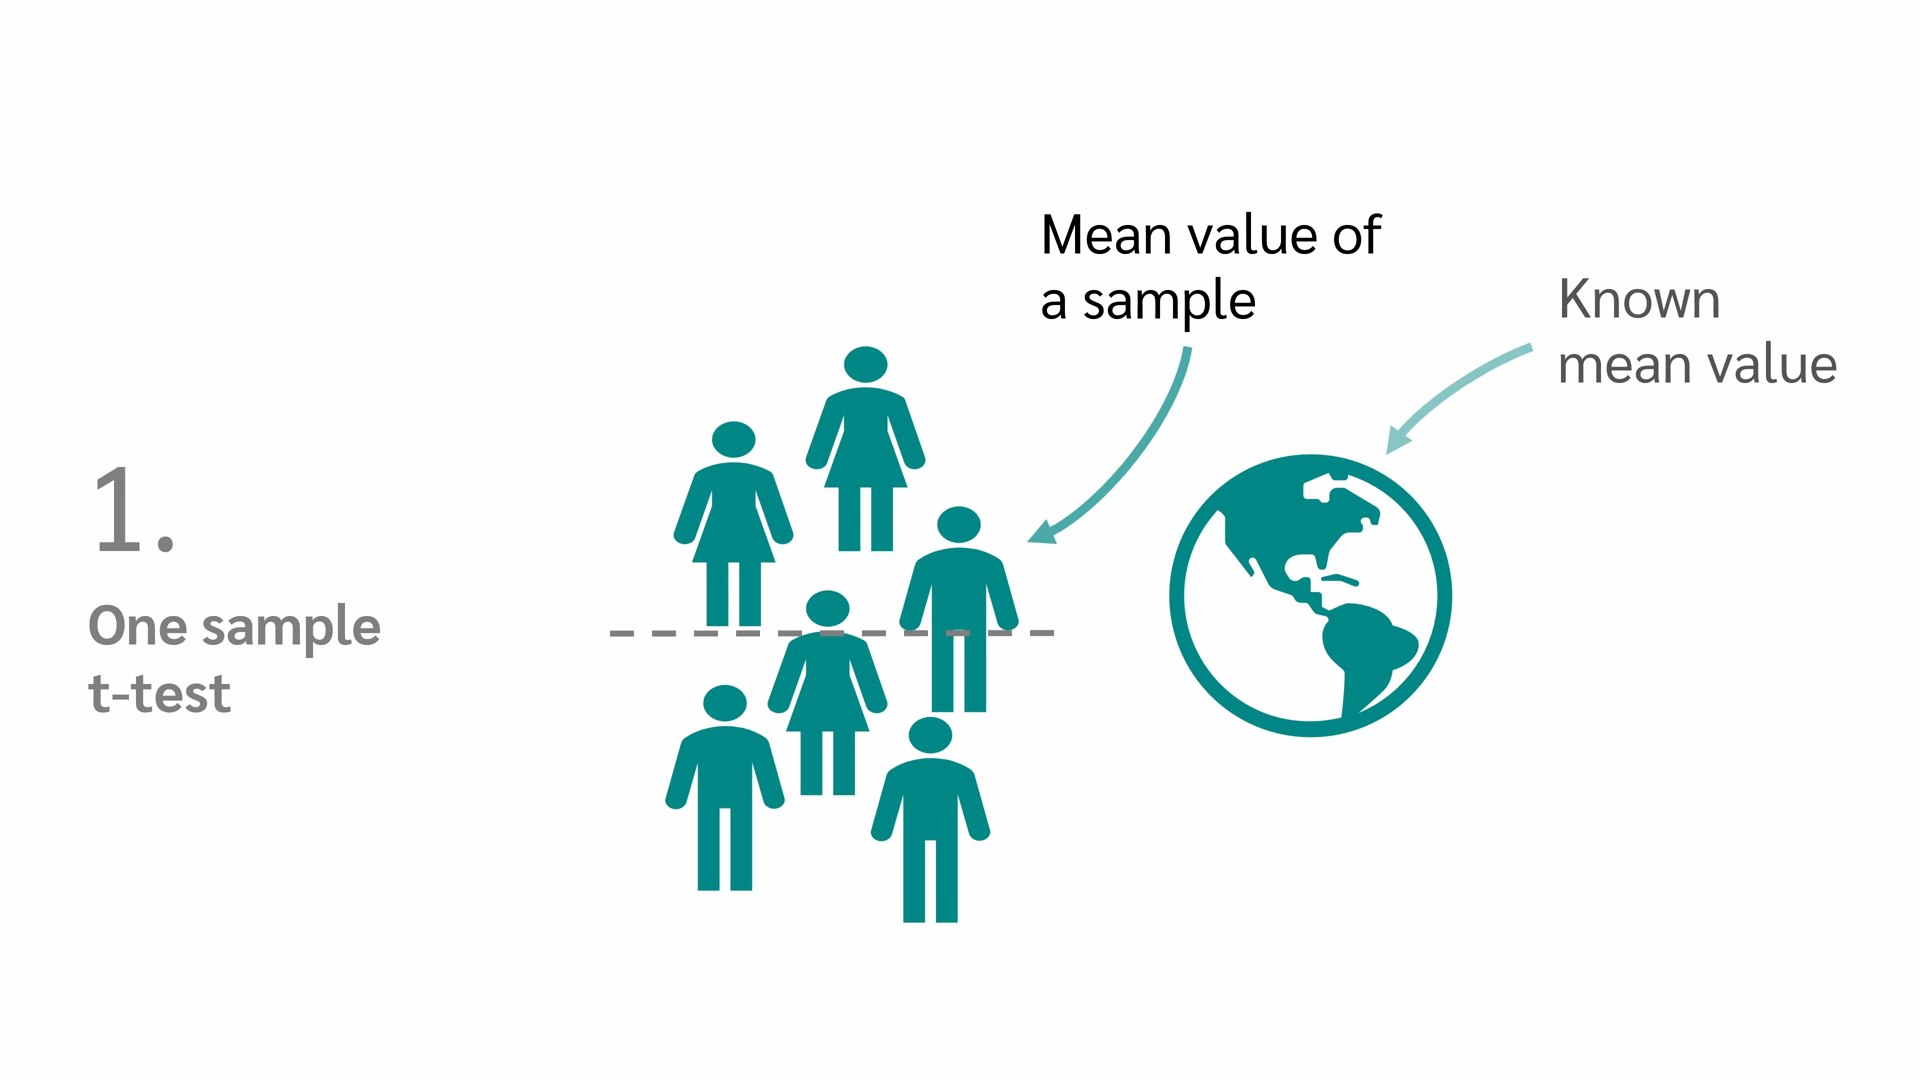 1.
One sample
t-test
Mean value of
a sample
Known
mean value